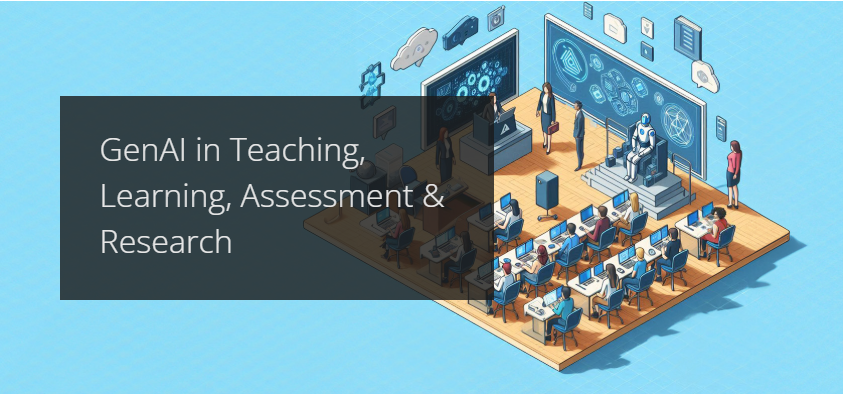 GenAI in Teaching,
Learning, Assessment &
Research